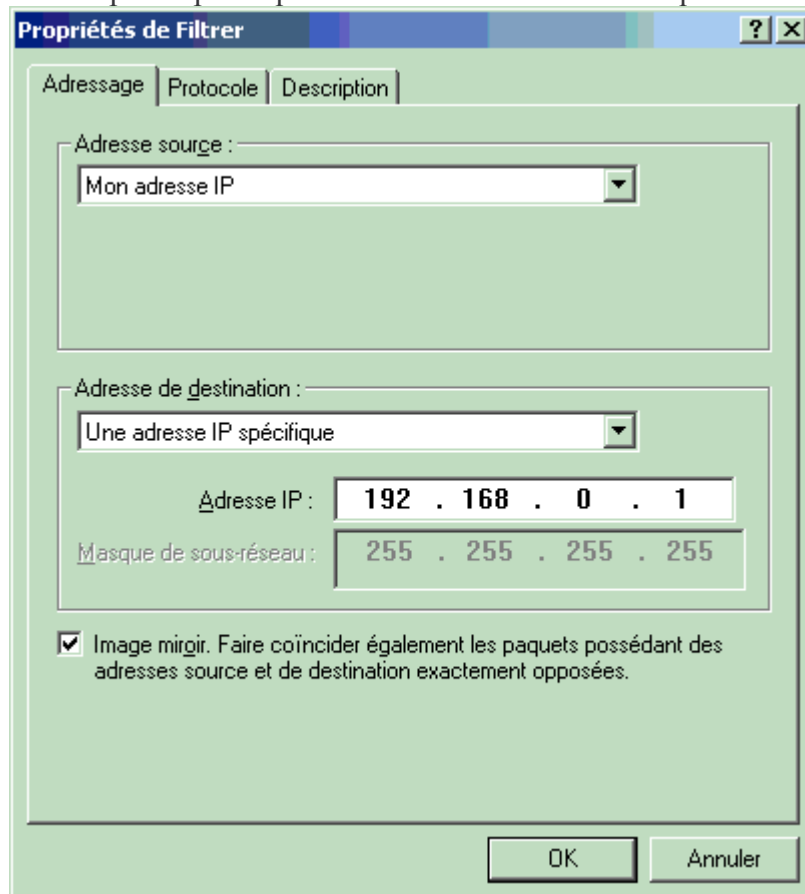 Propriétés de Filtrer
Adressage Protocole Description
Adresse source :
Mon adresse IP
Adresse de destination :
Une adresse IP spécifique
Adresse IP : 192 . 168 . 0 . 1
Masque de sous-réseau : 255 . 255 . 255 . 255
Image miroir. Faire coïncider également les paquets possédant des
adresses source et de destination exactement opposées.
OK Annuler